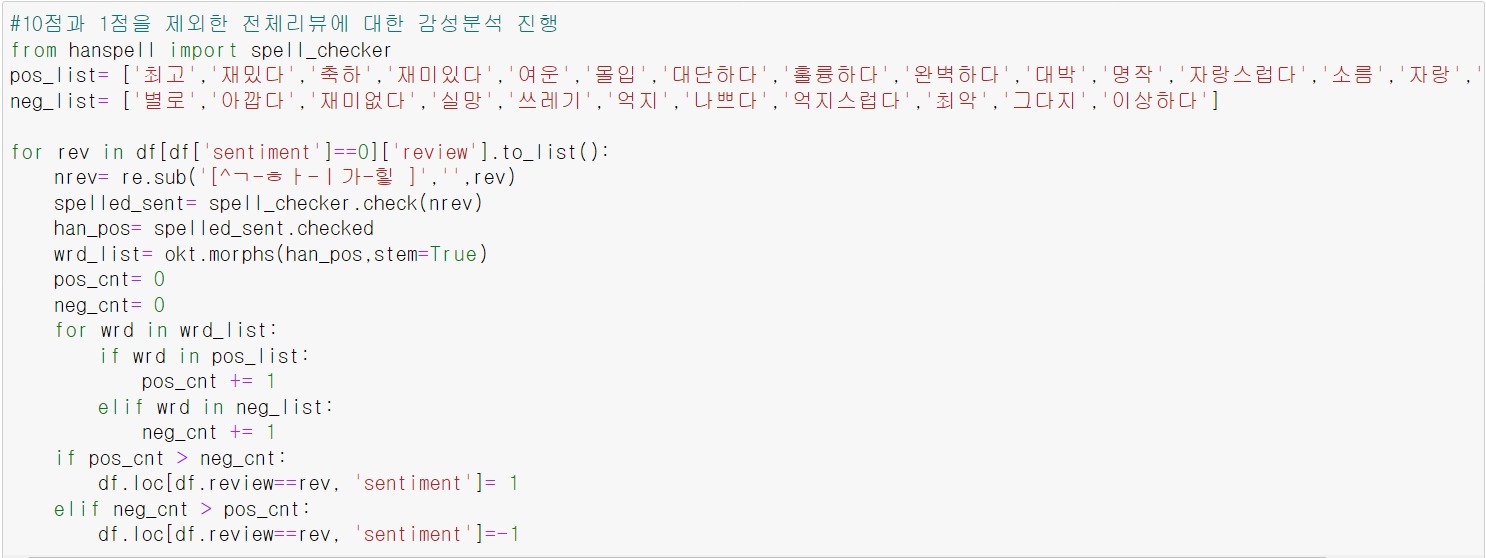 #10점과 1점을 제외한 전체리뷰에 대한 감성분석 진행
from hanspell import spell_checker
pos_list= ['최고','재밌다','축하','재미있다','여운','몰입','대단하다','훌륭하다','완벽하다','대박','명작','자랑스럽다','소름','자랑','
neg_list= ['별로','아깝다','재미없다','실망','쓰레기','억지','나쁘다','억지스럽다','최악','그다지','이상하다']
for rev in df[df['sentiment']==0]['review'].to_list():
    nrev= re.sub('[^ㄱ-ㅎㅏ-ㅣ가-힣 ]','',rev)
    spelled_sent= spell_checker.check(nrev)
    han_pos= spelled_sent.checked
    wrd_list= okt.morphs(han_pos,stem=True)
    pos_cnt= 0
    neg_cnt= 0
    for wrd in wrd_list:
        if wrd in pos_list:
            pos_cnt += 1
        elif wrd in neg_list:
            neg_cnt += 1
    if pos_cnt > neg_cnt:
        df.loc[df.review==rev, 'sentiment']= 1
    elif neg_cnt > pos_cnt:
        df.loc[df.review==rev, 'sentiment']=-1